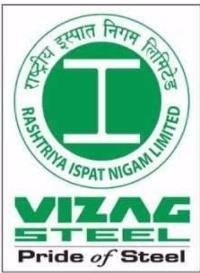 राष्ट्रीय इस्पात निगम लिमिटेड
RASHTRIYA ISPAT NIGAM LIMITED
VIZAG
STEEL
Pride of Steel